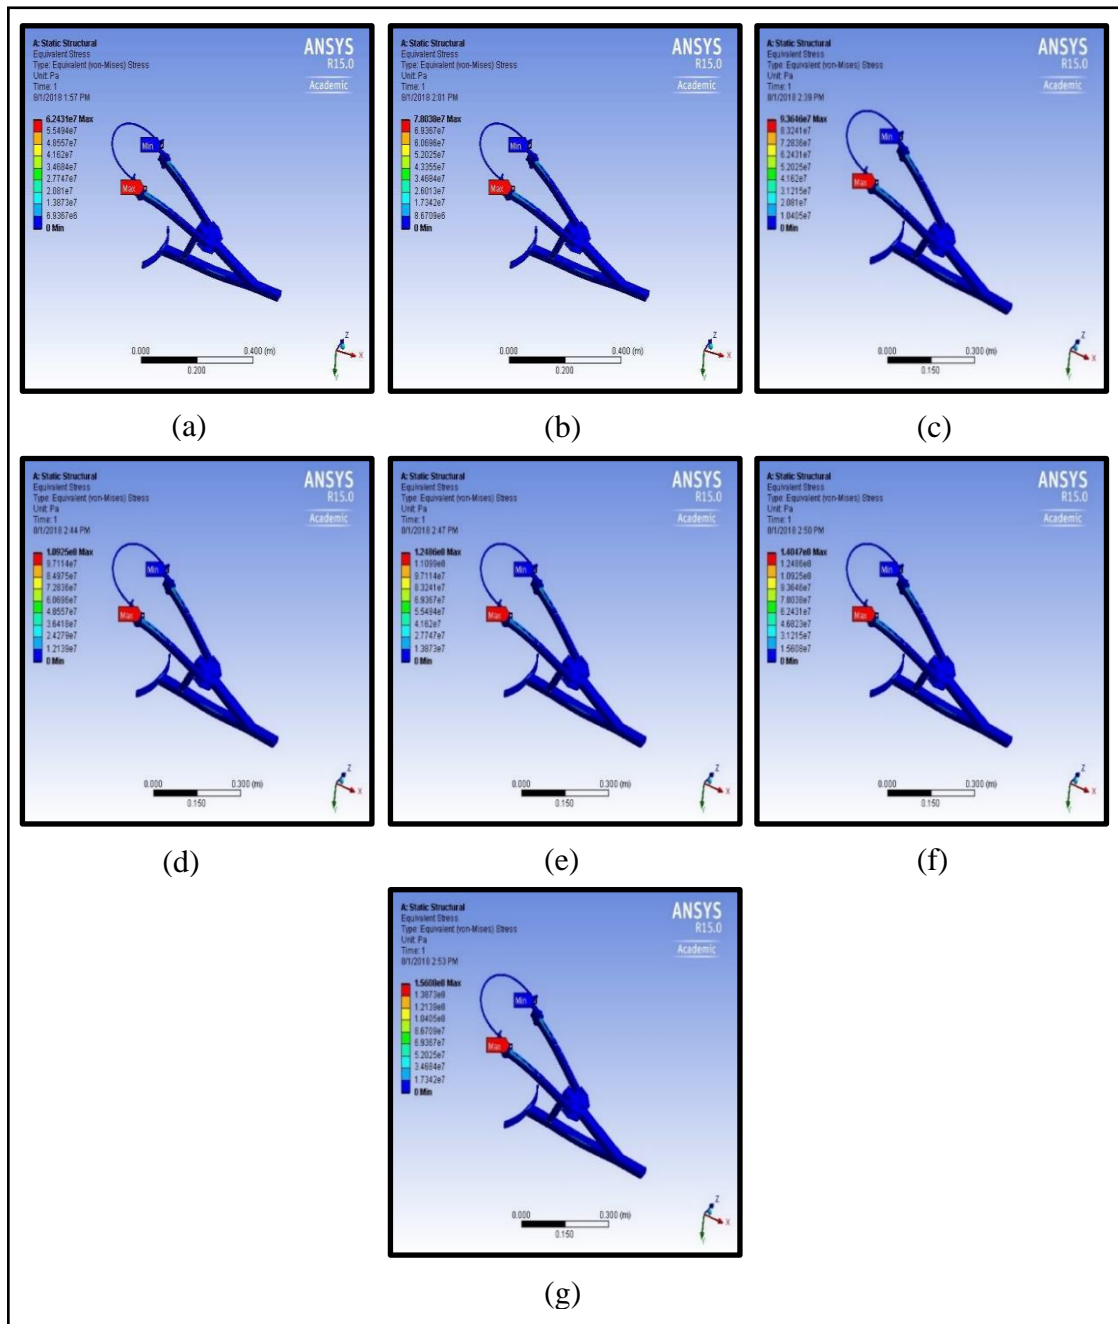 A: Static Structural
Equivalent Stress
Type: Equivalent (von-Mises) Stress
Unit: Pa
Time: 1
8/1/2018 1:57 PM
ANSYS
R15.0
Academic
6.2431e7 Max
5.5494e7
4.8557e7
4.162e7
3.4684e7
2.7747e7
2.081e7
1.3873e7
6.9367e6
0 Min
Min
Max
0.000 0.400 (m)
0.200
Z
X
Y
(a)
A: Static Structural
Equivalent Stress
Type: Equivalent (von-Mises) Stress
Unit: Pa
Time: 1
8/1/2018 2:01 PM
ANSYS
R15.0
Academic
7.8038e7 Max
6.9367e7
6.0696e7
5.2025e7
4.3355e7
3.4684e7
2.6013e7
1.7342e7
8.6709e6
0 Min
Min
Max
0.000 0.400 (m)
0.200
Z
X
Y
(b)
A: Static Structural
Equivalent Stress
Type: Equivalent (von-Mises) Stress
Unit: Pa
Time: 1
8/1/2018 2:39 PM
ANSYS
R15.0
Academic
9.3646e7 Max
8.3241e7
7.2836e7
6.2431e7
5.2025e7
4.162e7
3.1215e7
2.081e7
1.0405e7
0 Min
Min
Max
0.000 0.300 (m)
0.150
Z
X
Y
(c)
A: Static Structural
Equivalent Stress
Type: Equivalent (von-Mises) Stress
Unit: Pa
Time: 1
8/1/2018 2:44 PM
ANSYS
R15.0
Academic
1.0925e8 Max
9.7114e7
8.4975e7
7.2836e7
6.0696e7
4.8557e7
3.6418e7
2.4279e7
1.2139e7
0 Min
Min
Max
0.000 0.300 (m)
0.150
Z
X
Y
(d)
A: Static Structural
Equivalent Stress
Type: Equivalent (von-Mises) Stress
Unit: Pa
Time: 1
8/1/2018 2:47 PM
ANSYS
R15.0
Academic
1.2486e8 Max
1.1099e8
9.7114e7
8.3241e7
6.9367e7
5.5494e7
4.162e7
2.7747e7
1.3873e7
0 Min
Min
Max
0.000 0.300 (m)
0.150
Z
X
Y
(e)
A: Static Structural
Equivalent Stress
Type: Equivalent (von-Mises) Stress
Unit: Pa
Time: 1
8/1/2018 2:50 PM
ANSYS
R15.0
Academic
1.4047e8 Max
1.2486e8
1.0925e8
9.3646e7
7.8038e7
6.2431e7
4.6823e7
3.1215e7
1.5608e7
0 Min
Min
Max
0.000 0.300 (m)
0.150
Z
X
Y
(f)
A: Static Structural
Equivalent Stress
Type: Equivalent (von-Mises) Stress
Unit: Pa
Time: 1
8/1/2018 2:53 PM
ANSYS
R15.0
Academic
1.5608e8 Max
1.3873e8
1.2139e8
1.0405e8
8.6709e7
6.9367e7
5.2025e7
3.4684e7
1.7342e7
0 Min
Min
Max
0.000 0.300 (m)
0.150
Z
X
Y
(g)